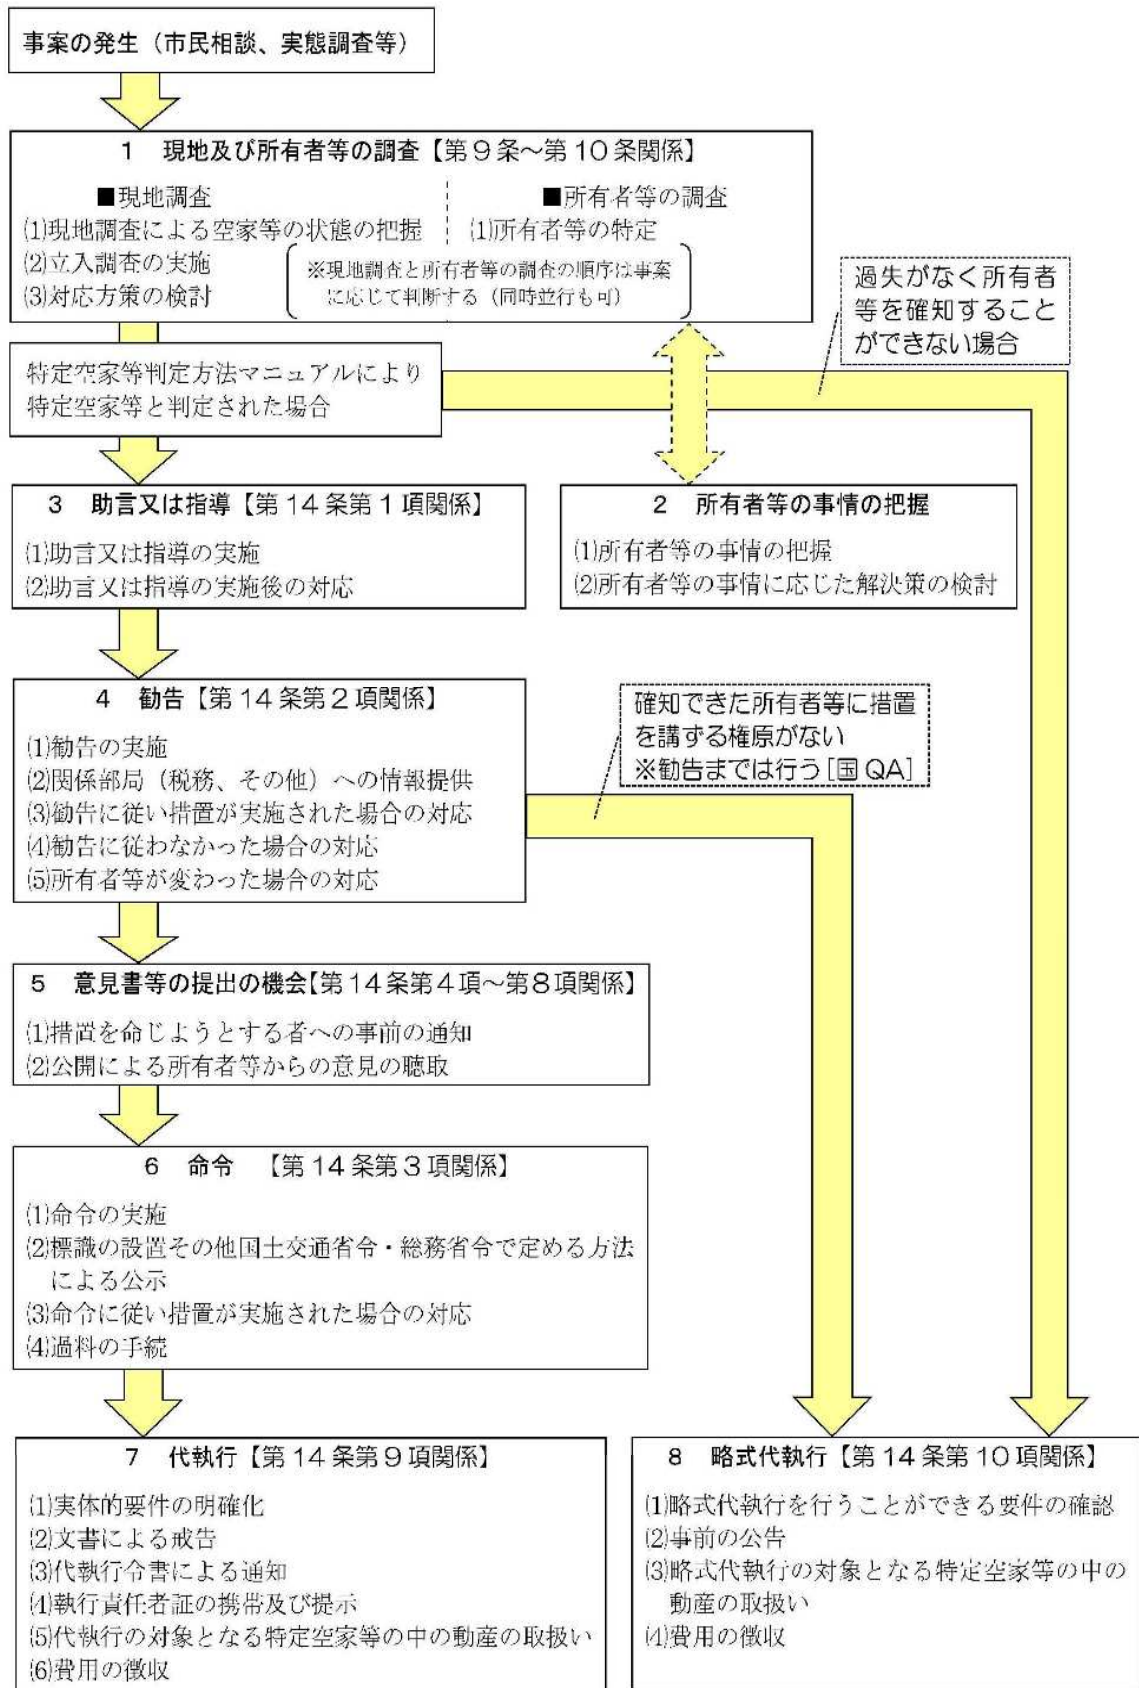 事案の発生（市民相談、実態調査等）
1 現地及び所有者等の調査【第9条～第10条関係】
■現地調査
⑴現地調査による空家等の状態の把握
⑵立入調査の実施
⑶対応方策の検討
■所有者等の調査
⑴所有者等の特定
※現地調査と所有者等の調査の順序は事案
に応じて判断する（同時並行も可）
過失がなく所有者
等を確知すること
ができない場合
特定空家等判定方法マニュアルにより
特定空家等と判定された場合
3 助言又は指導【第14条第1項関係】
⑴助言又は指導の実施
⑵助言又は指導の実施後の対応
2 所有者等の事情の把握
⑴所有者等の事情の把握
⑵所有者等の事情に応じた解決策の検討
4 勧告【第14条第2項関係】
⑴勧告の実施
⑵関係部局（税務、その他）への情報提供
⑶勧告に従い措置が実施された場合の対応
⑷勧告に従わなかった場合の対応
⑸所有者等が変わった場合の対応
確知できた所有者等に措置
を講ずる権原がない
※勧告までは行う[国QA]
5 意見書等の提出の機会【第14条第4項～第8項関係】
⑴措置を命じようとする者への事前の通知
⑵公開による所有者等からの意見の聴取
6 命令 【第14条第3項関係】
⑴命令の実施
⑵標識の設置その他国土交通省令・総務省令で定める方法
による公示
⑶命令に従い措置が実施された場合の対応
⑷過料の手続
7 代執行【第14条第9項関係】
⑴実体的要件の明確化
⑵文書による戒告
⑶代執行令書による通知
⑷執行責任者証の携帯及び提示
⑸代執行の対象となる特定空家等の中の動産の取扱い
⑹費用の徴収
8 略式代執行【第14条第10項関係】
⑴略式代執行を行うことができる要件の確認
⑵事前の公告
⑶略式代執行の対象となる特定空家等の中の
動産の取扱い
⑷費用の徴収